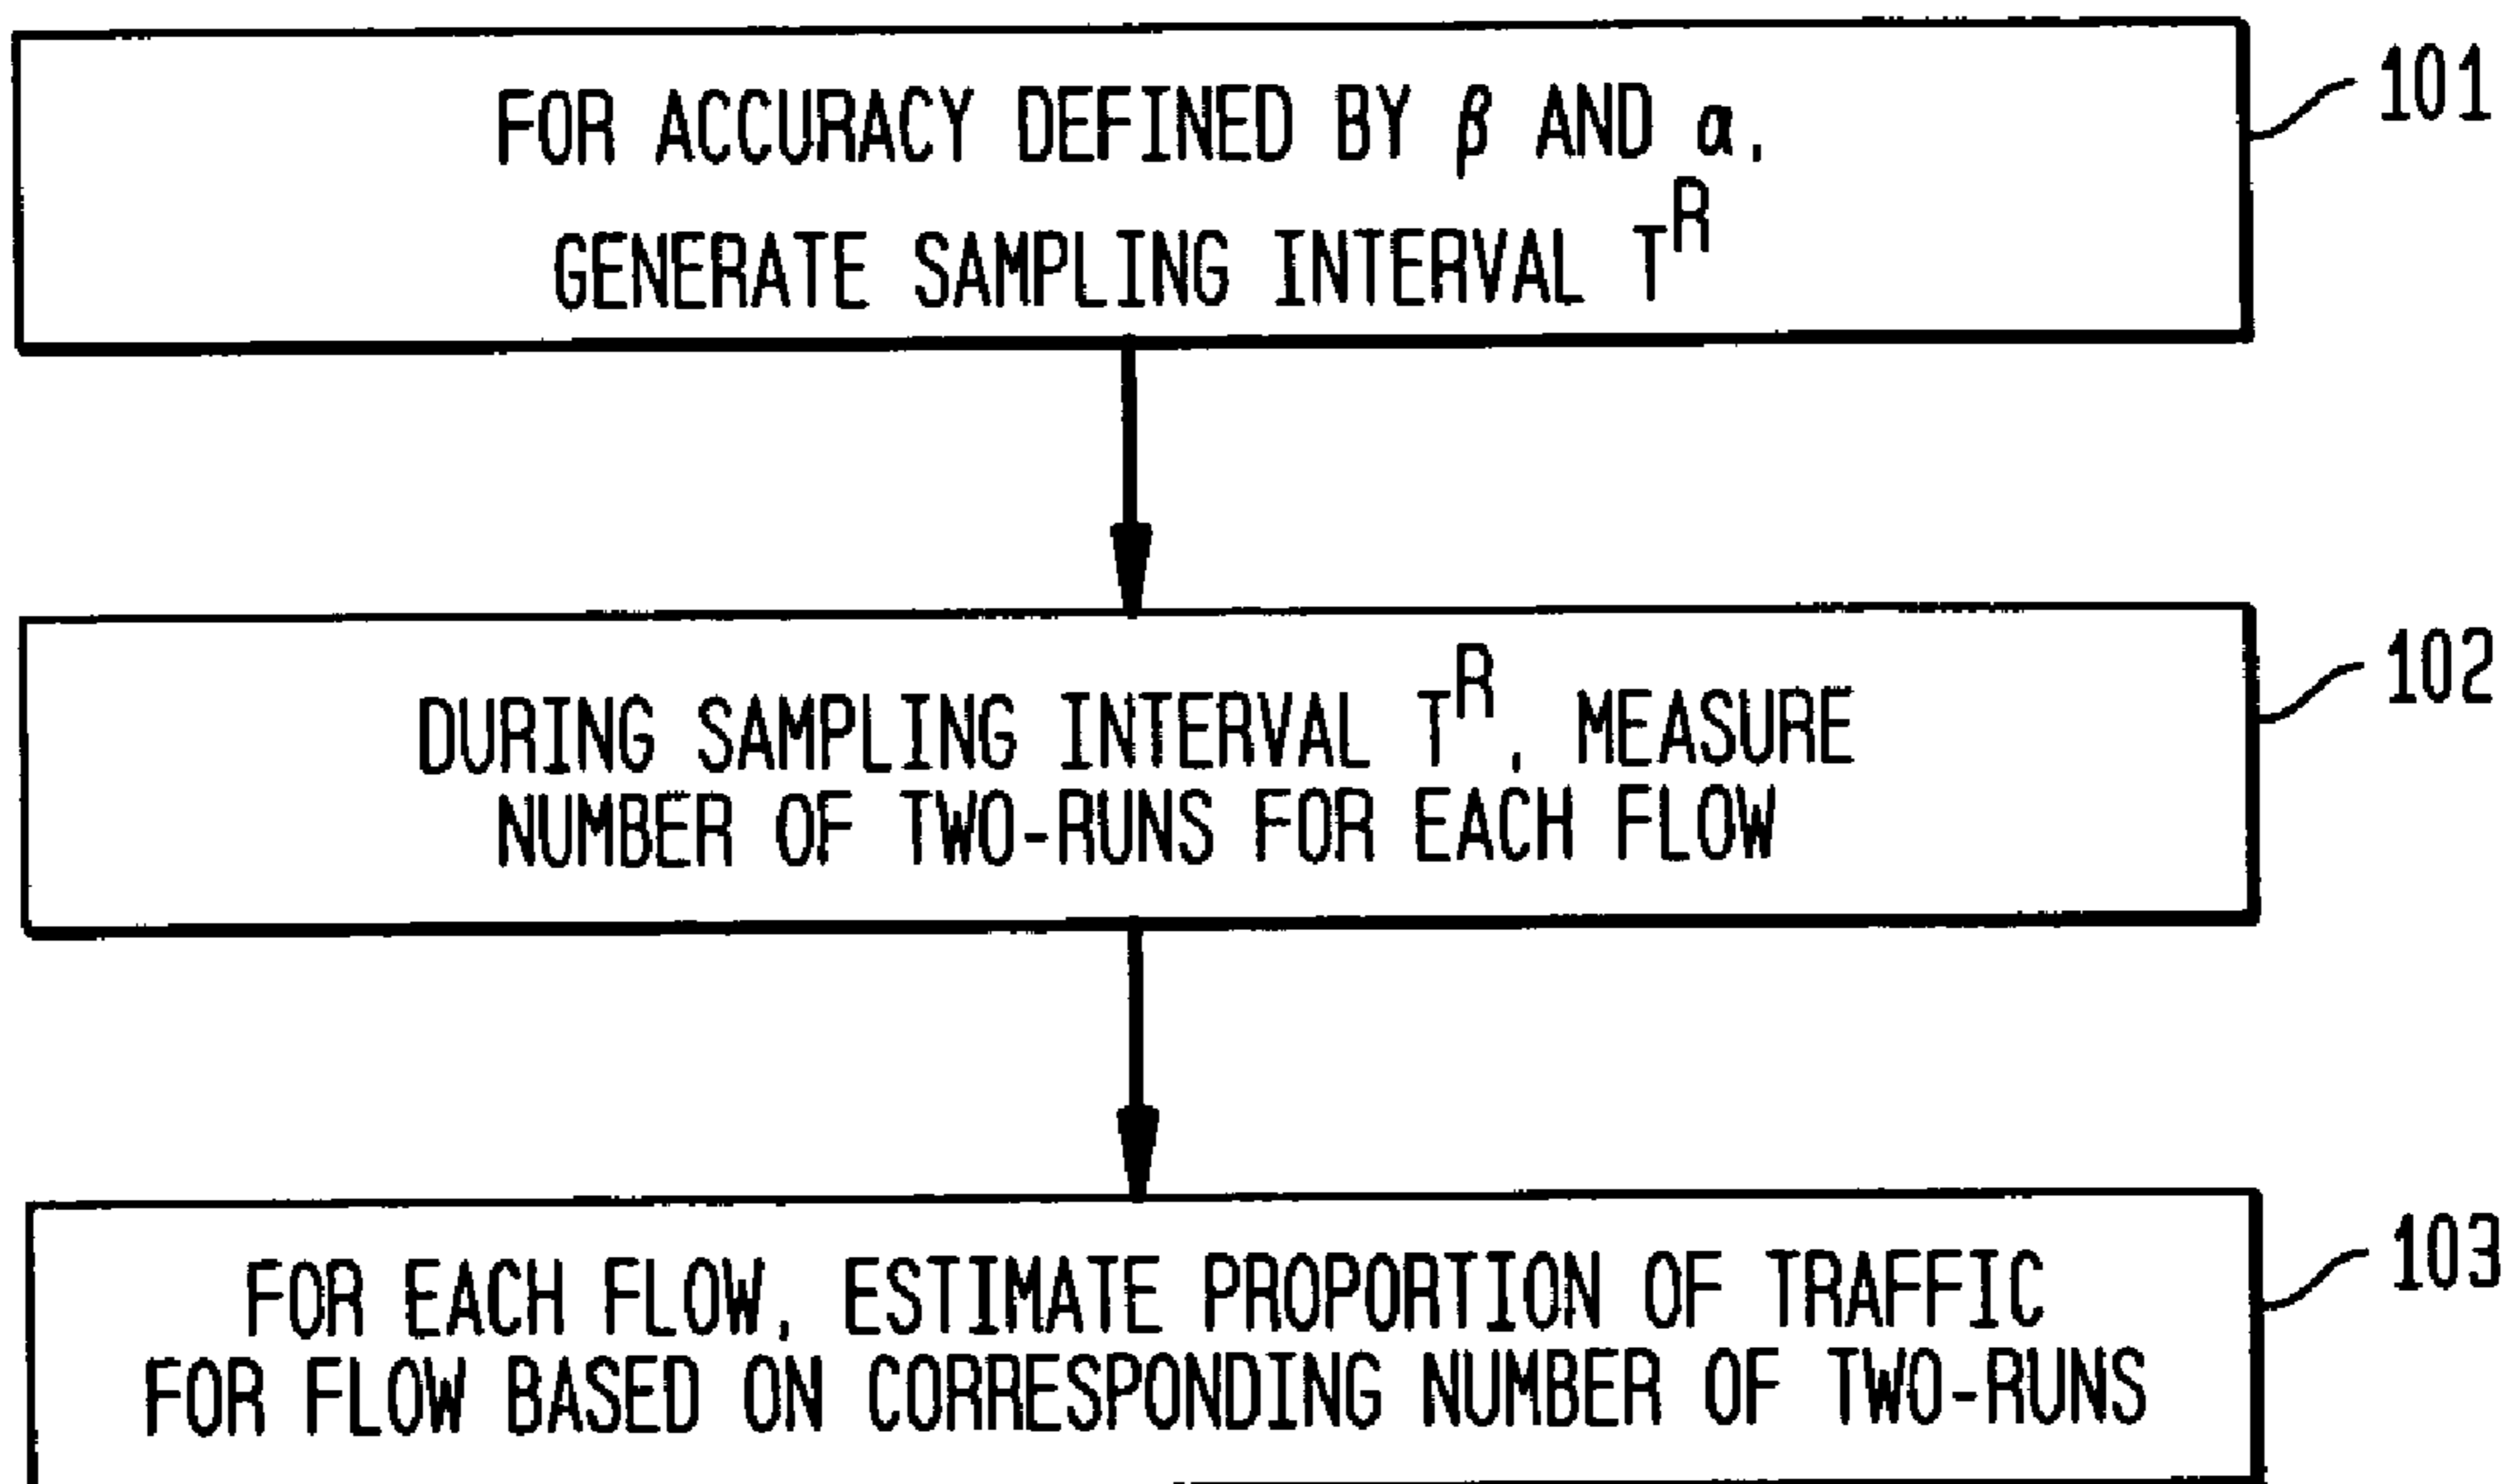 FOR ACCURACY DEFINED BY β AND α,
GENERATE SAMPLING INTERVAL Tᴿ
101
DURING SAMPLING INTERVAL Tᴿ, MEASURE
NUMBER OF TWO-RUNS FOR EACH FLOW
102
FOR EACH FLOW, ESTIMATE PROPORTION OF TRAFFIC
FOR FLOW BASED ON CORRESPONDING NUMBER OF TWO-RUNS
103